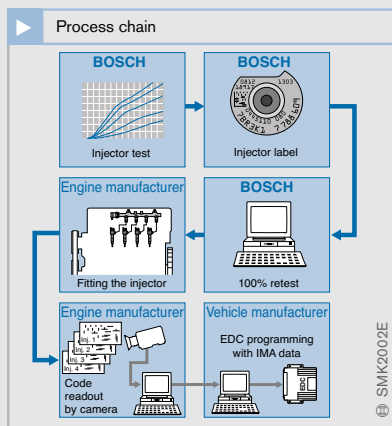 Process chain
BOSCH
Injector test
BOSCH
0812
1303
Injector label
Engine manufacturer
Fitting the injector
BOSCH
100% retest
Engine manufacturer
Inj. 1
Inj. 2
Inj. 3
Inj. 4
Code
readout
by camera
Vehicle manufacturer
EDC programming
with IMA data
EDC
SMK2002E